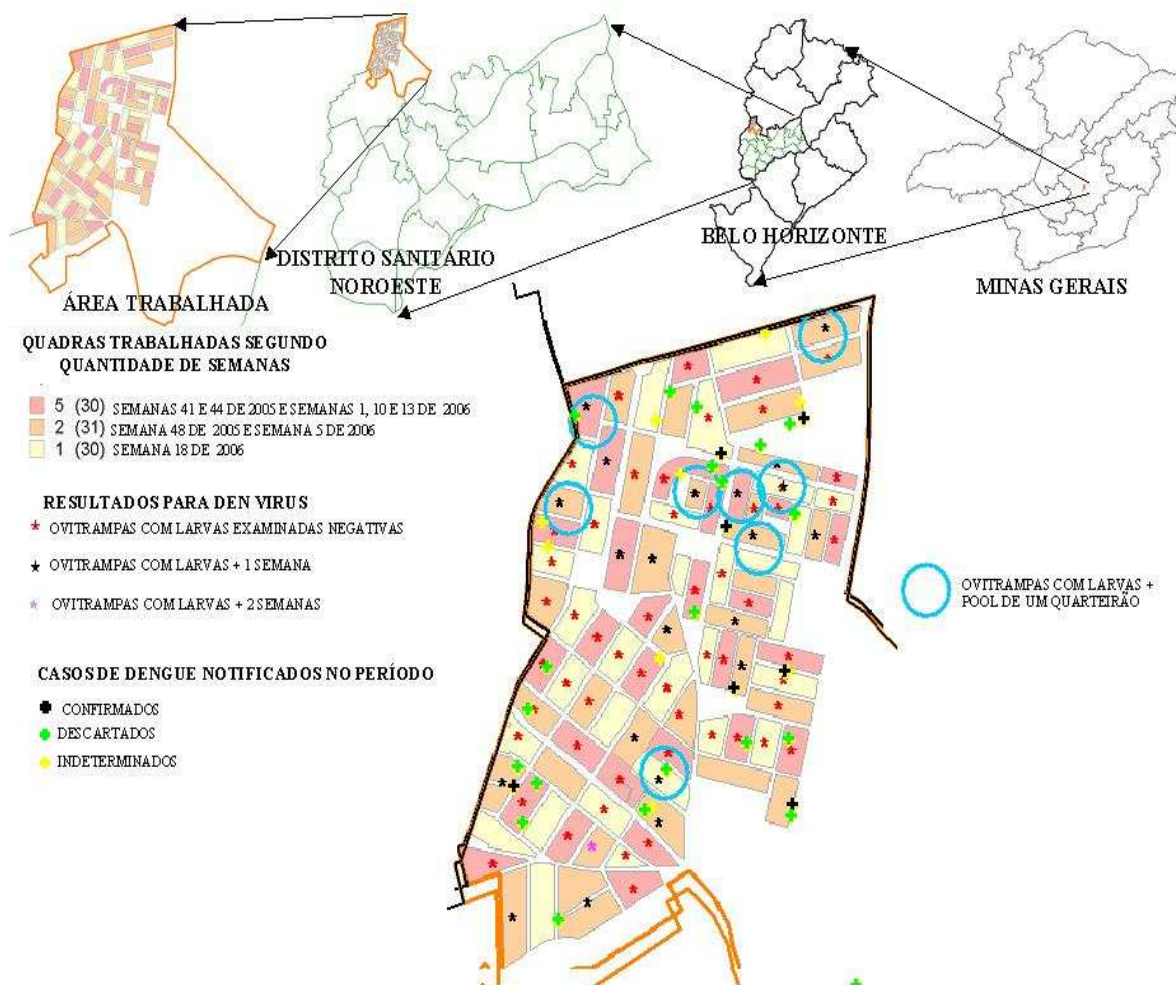 DISTRITO SANITÁRIO
NOROESTE
BELO HORIZONTE
MINAS GERAIS
ÁREA TRABALHADA
QUADRAS TRABALHADAS SEGUNDO
QUANTIDADE DE SEMANAS
5 (30) SEMANAS 41 E 44 DE 2005 E SEMANAS 1, 10 E 13 DE 2006
2 (31) SEMANA 48 DE 2005 E SEMANA 5 DE 2006
1 (30) SEMANA 18 DE 2006
RESULTADOS PARA DEN VIRUS
OVITRAMPAS COM LARVAS EXAMINADAS NEGATIVAS
OVITRAMPAS COM LARVAS + 1 SEMANA
OVITRAMPAS COM LARVAS + 2 SEMANAS
OVITRAMPAS COM LARVAS +
POOL DE UM QUARTEIRÃO
CASOS DE DENGUE NOTIFICADOS NO PERÍODO
CONFIRMADOS
DESCARTADOS
INDETERMINADOS